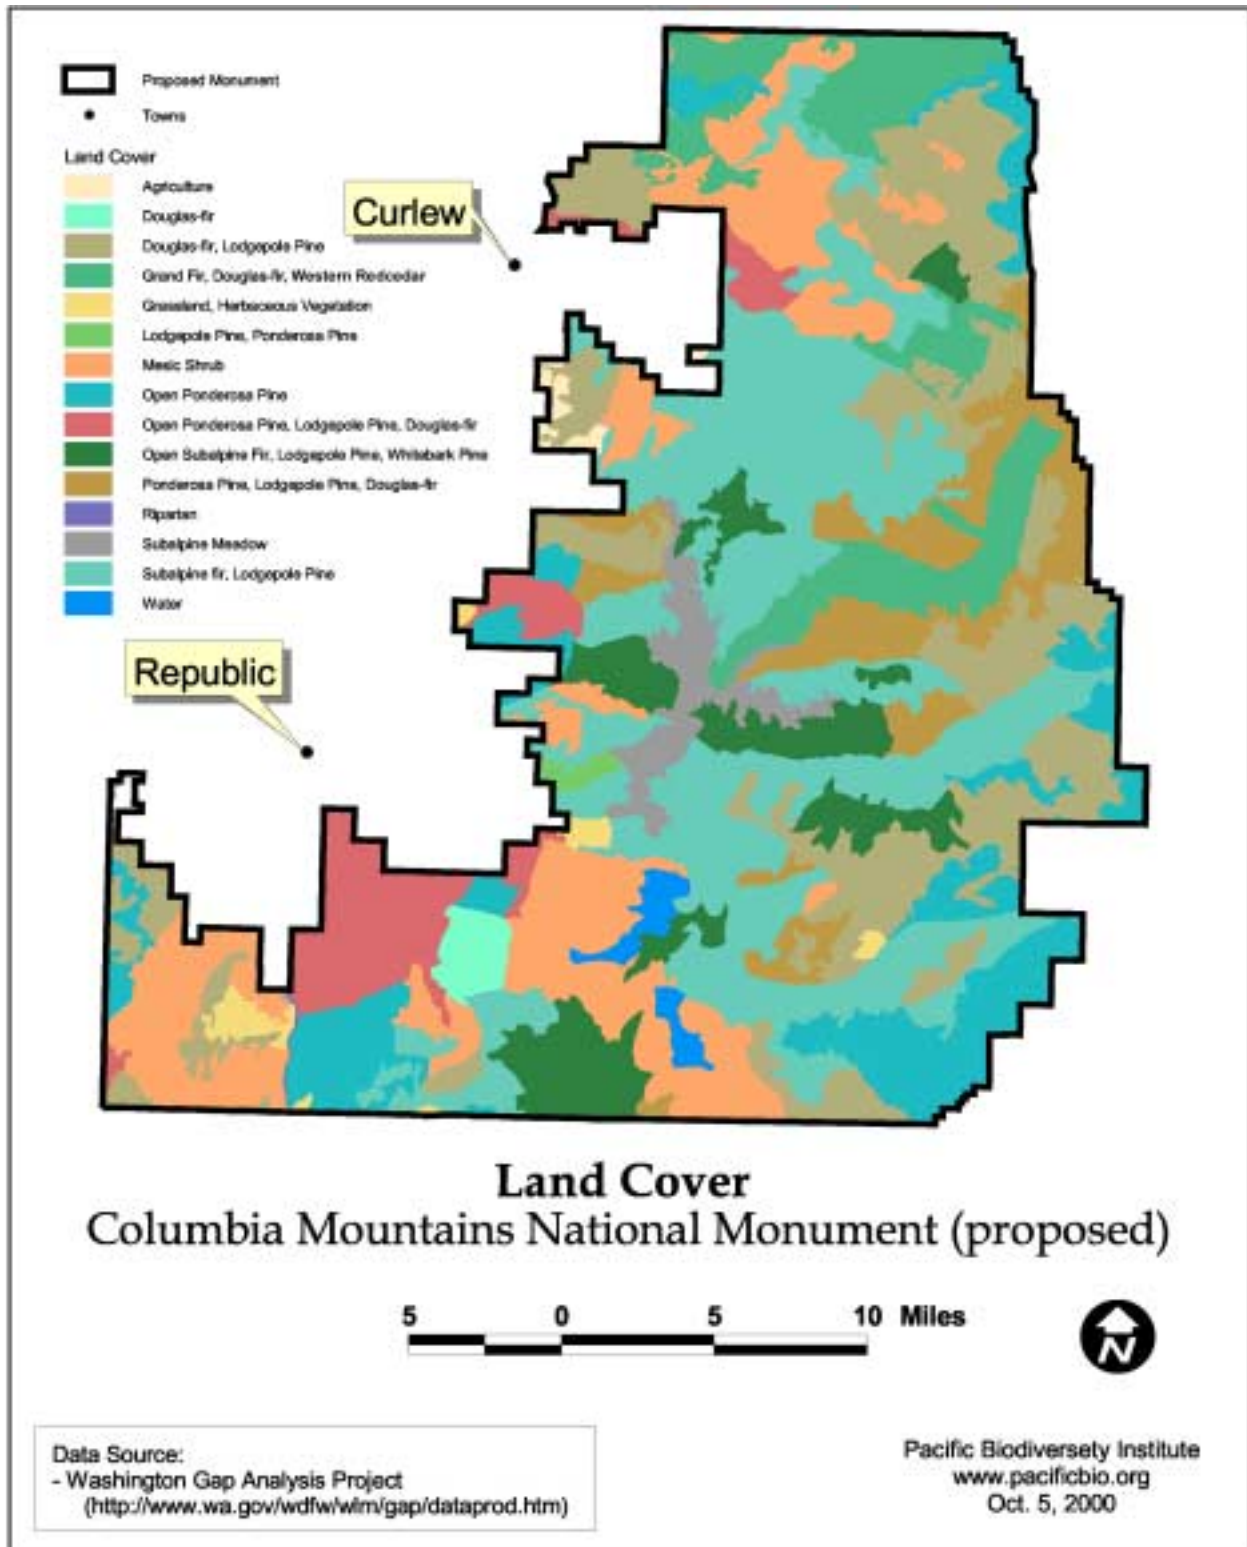 Proposed Monument
Towns
Land Cover
Agriculture
Douglas-fir
Douglas-fir, Lodgepole Pine
Grand Fir, Douglas-fir, Western Redcedar
Grassland, Herbaceous Vegetation
Lodgepole Pine, Ponderosa Pine
Mesic Shrub
Open Ponderosa Pine
Open Ponderosa Pine, Lodgepole Pine, Douglas-fir
Open Subalpine Fir, Lodgepole Pine, Whitebark Pine
Ponderosa Pine, Lodgepole Pine, Douglas-fir
Riparian
Subalpine Meadow
Subalpine fir, Lodgepole Pine
Water
Curlew
Republic
Land Cover
Columbia Mountains National Monument (proposed)
5 0 5 10 Miles
N
Data Source:
- Washington Gap Analysis Project
(http://www.wa.gov/wdfw/wlm/gap/dataprod.htm)
Pacific Biodiversety Institute
www.pacificbio.org
Oct. 5, 2000